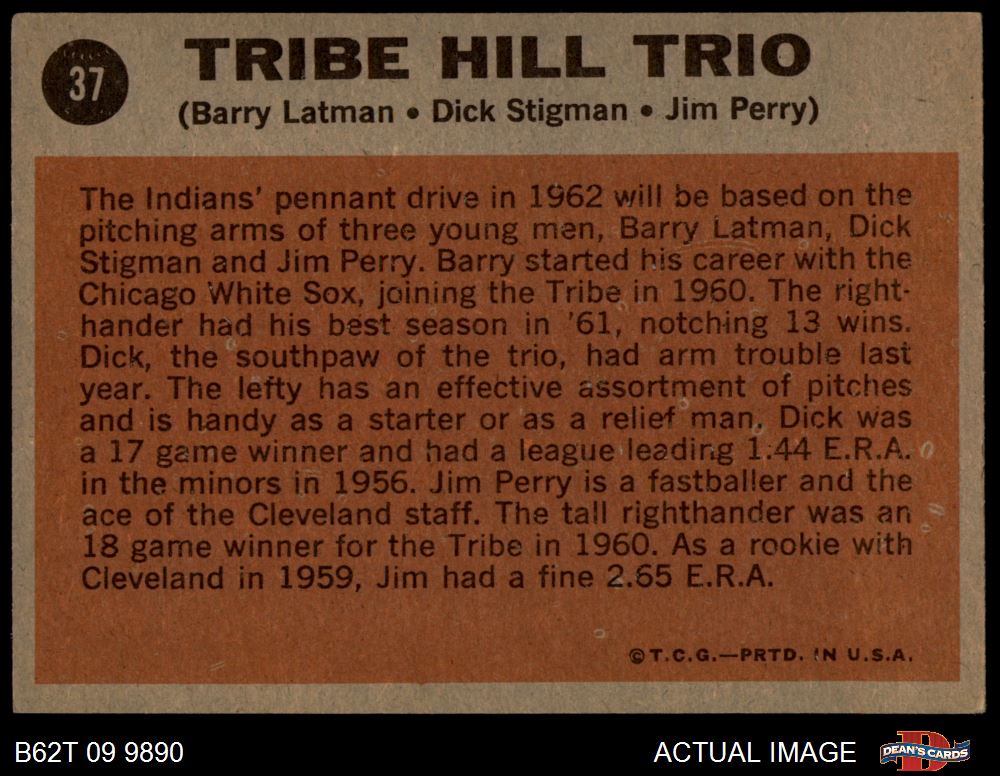 37
TRIBE HILL TRIO
(Barry Latman • Dick Stigman • Jim Perry)
The Indians' pennant drive in 1962 will be based on the
pitching arms of three young men, Barry Latman, Dick
Stigman and Jim Perry. Barry started his career with the
Chicago White Sox, joining the Tribe in 1960. The right-
hander had his best season in '61, notching 13 wins.
Dick, the southpaw of the trio, had arm trouble last
year. The lefty has an effective assortment of pitches
and is handy as a starter or as a relief man. Dick was
a 17 game winner and had a league leading 1.44 E.R.A.
in the minors in 1956. Jim Perry is a fastballer and the
ace of the Cleveland staff. The tall righthander was an
18 game winner for the Tribe in 1960. As a rookie with
Cleveland in 1959, Jim had a fine 2.65 E.R.A.
©T.C.G.—PRTD. IN U.S.A.
B62T 09 9890
ACTUAL IMAGE
D
DEAN'S CARDS